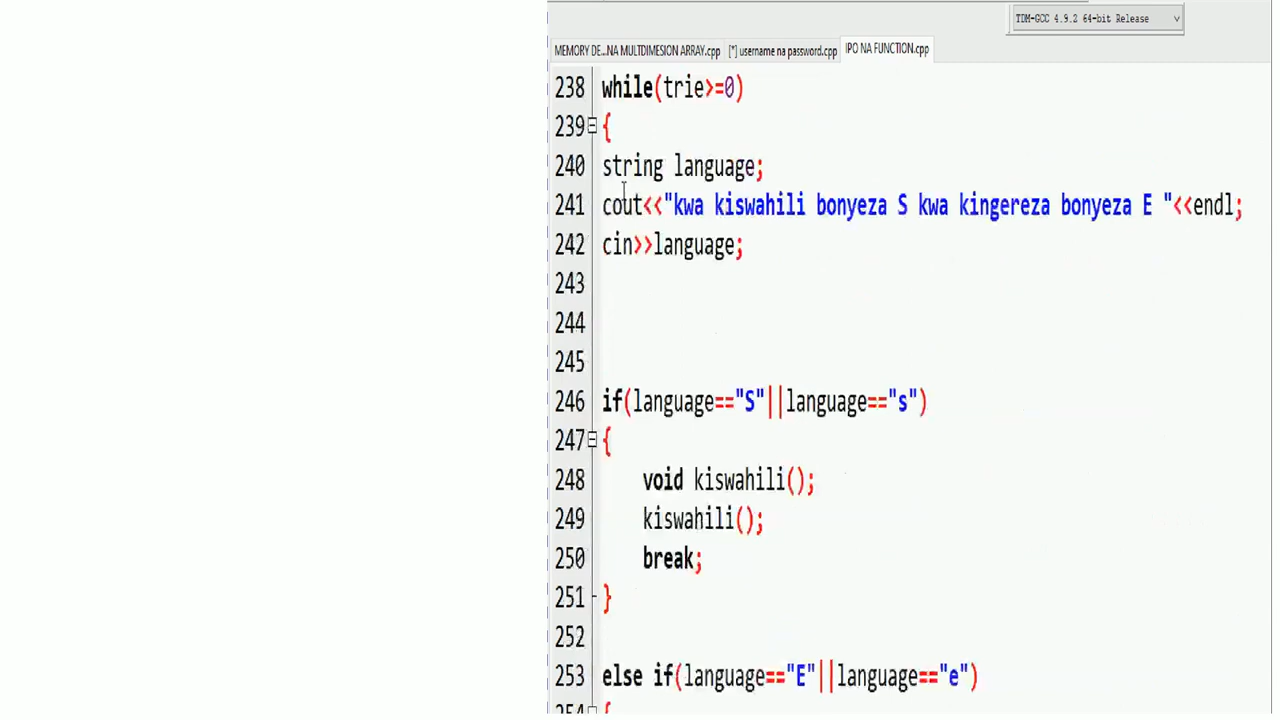 TDM-GCC 4.9.2 64-bit Release
MEMORY DE...NA MULTDIMESION ARRAY.cpp [*] username na password.cpp IPO NA FUNCTION.cpp
238 while(trie>=0)
239 {
240 string language;
241 cout<<"kwa kiswahili bonyeza S kwa kingereza bonyeza E "<<endl;
242 cin>>language;
243
244
245
246 if(language=="S"||language=="s")
247 {
248 void kiswahili();
249 kiswahili();
250 break;
251 }
252
253 else if(language=="E"||language=="e")
254 {